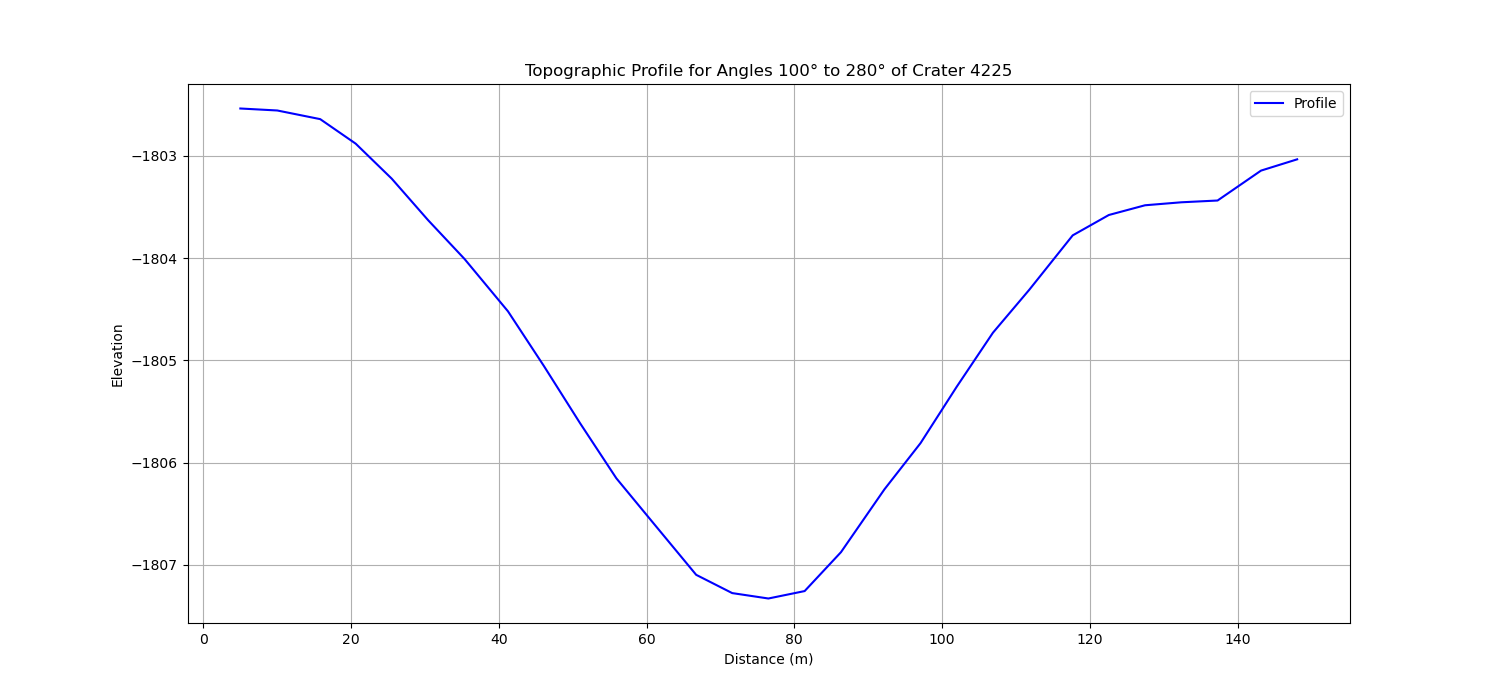 Topographic Profile for Angles 100° to 280° of Crater 4225
Profile
−1803
−1804
−1805
−1806
−1807
Elevation
0 20 40 60 80 100 120 140
Distance (m)